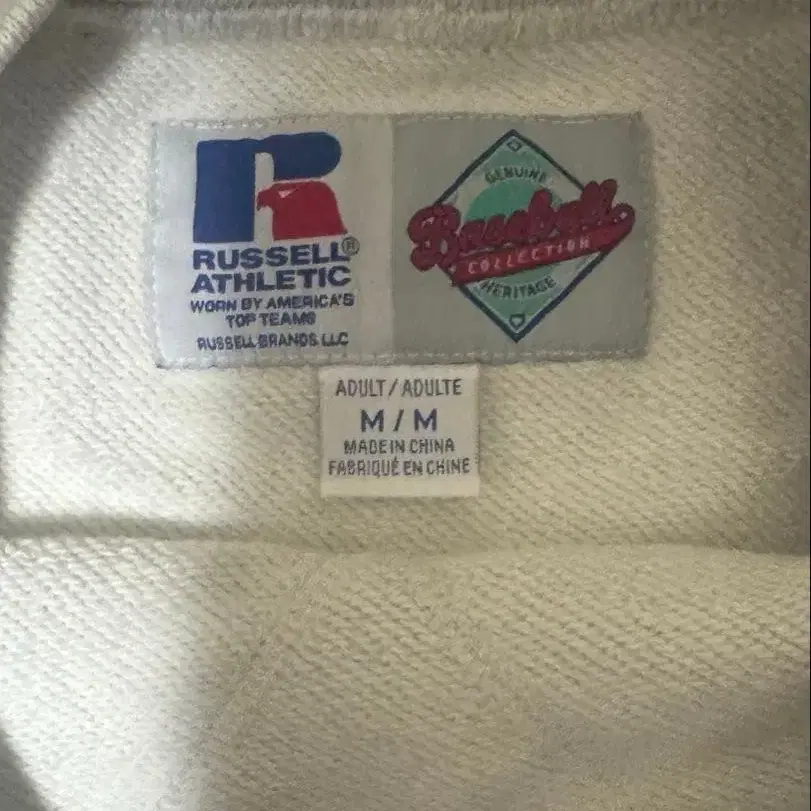 RUSSELL®
ATHLETIC
WORN BY AMERICA'S
TOP TEAMS
RUSSELL BRANDS, LLC
GENUINE
Baseball
COLLECTION
HERITAGE
ADULT / ADULTE
M / M
MADE IN CHINA
FABRIQUÉ EN CHINE